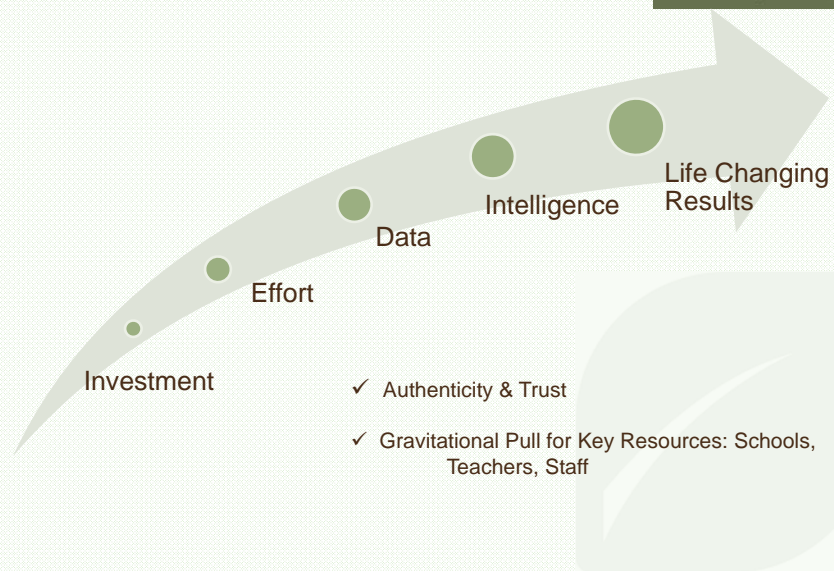 Life Changing
Results
Intelligence
Data
Effort
Investment
✓ Authenticity & Trust
✓ Gravitational Pull for Key Resources: Schools,
Teachers, Staff